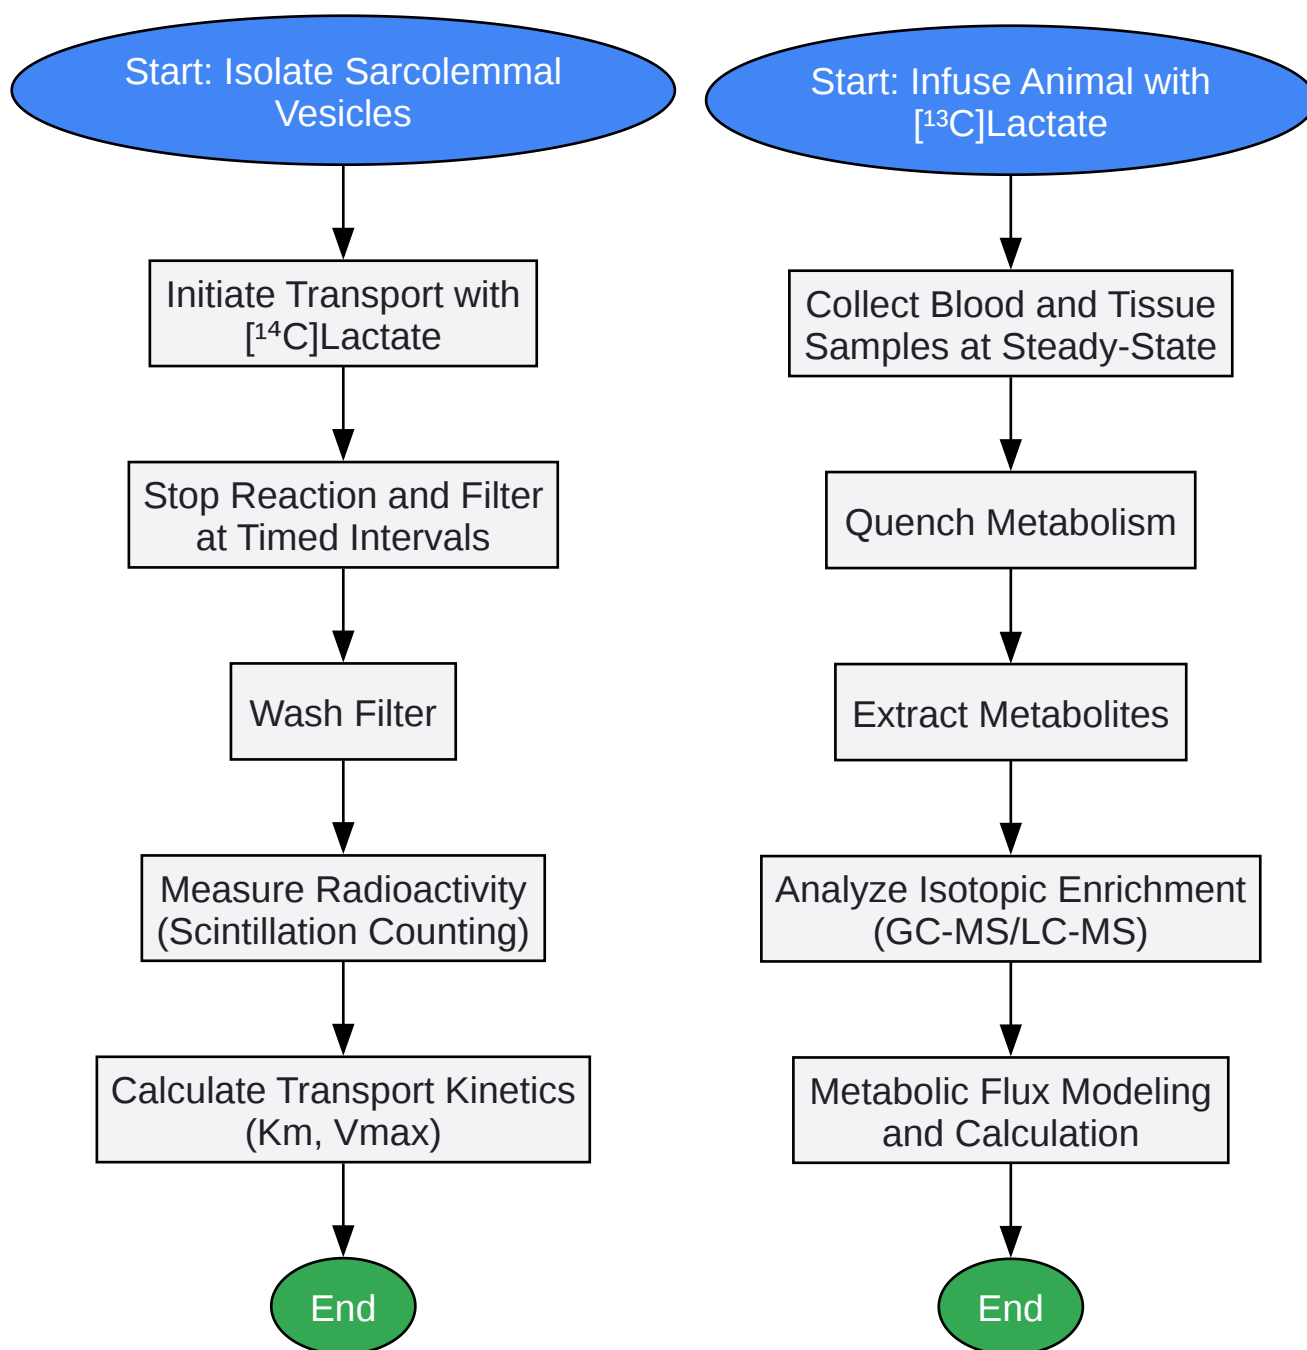 Start: Isolate Sarcolemmal
Vesicles
Initiate Transport with
[¹⁴C]Lactate
Stop Reaction and Filter
at Timed Intervals
Wash Filter
Measure Radioactivity
(Scintillation Counting)
Calculate Transport Kinetics
(Km, Vmax)
End
Start: Infuse Animal with
[¹³C]Lactate
Collect Blood and Tissue
Samples at Steady-State
Quench Metabolism
Extract Metabolites
Analyze Isotopic Enrichment
(GC-MS/LC-MS)
Metabolic Flux Modeling
and Calculation
End